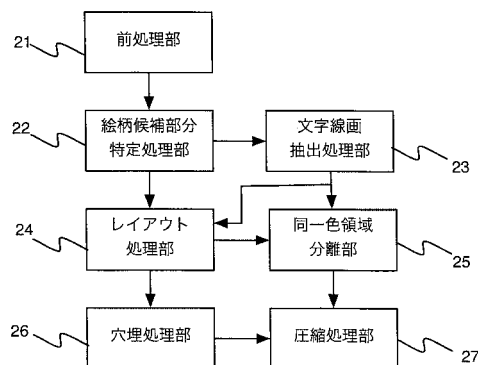 21
前処理部
22
絵柄候補部分
特定処理部
文字線画
抽出処理部
23
24
レイアウト
処理部
同一色領域
分離部
25
26
穴埋処理部
圧縮処理部
27